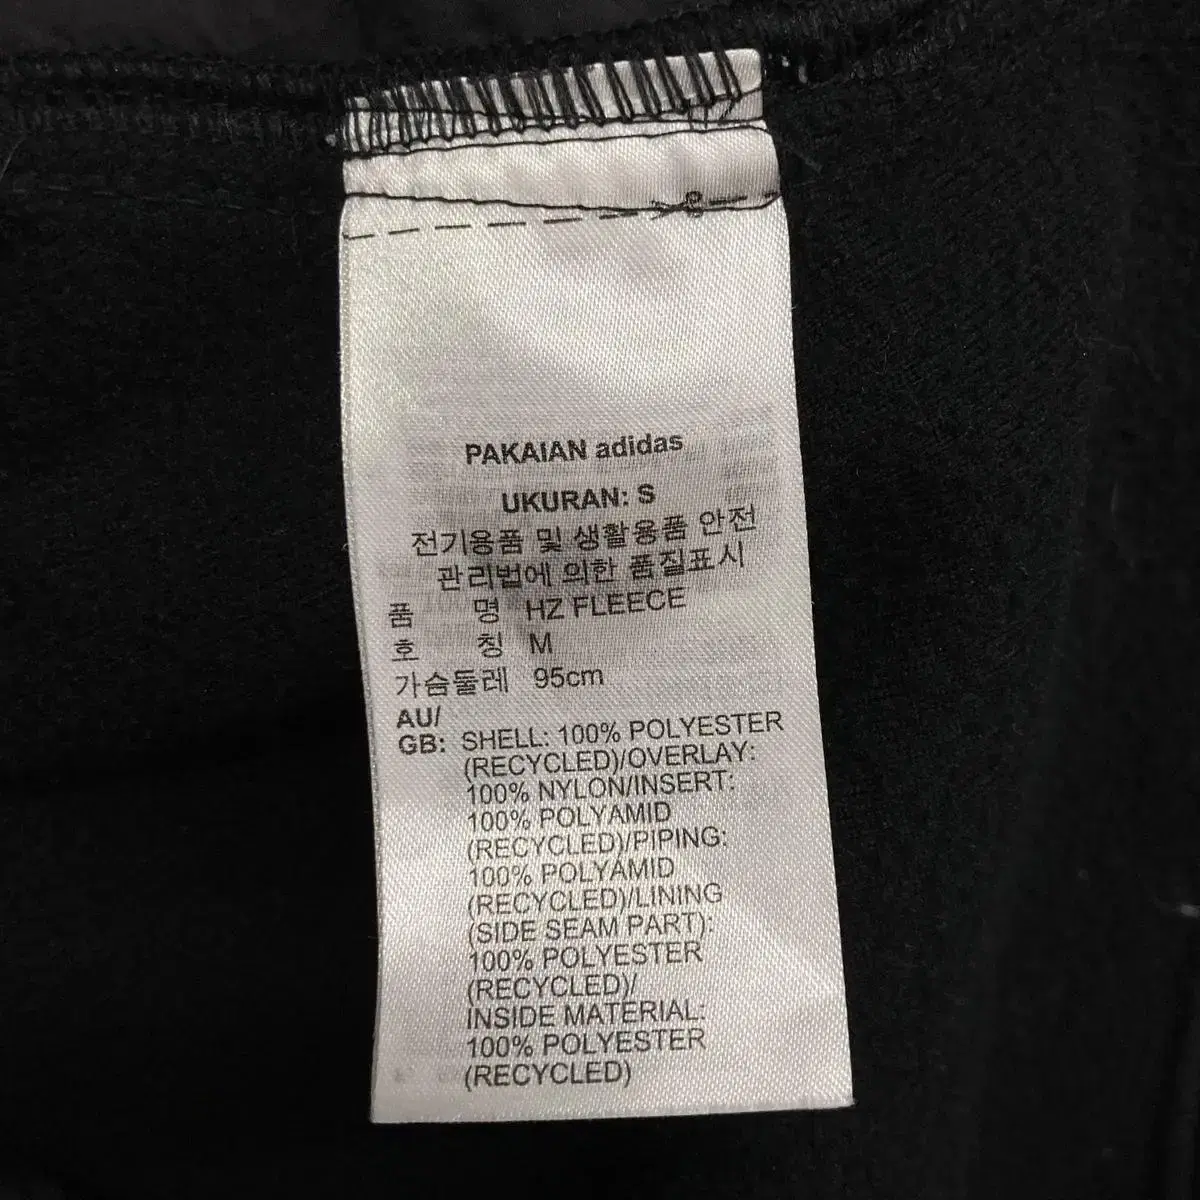 PAKAIAN adidas
UKURAN: S
전기용품 및 생활용품 안전
관리법에 의한 품질표시
품 명 HZ FLEECE
호 칭 M
가슴둘레 95cm
AU/
GB: SHELL: 100% POLYESTER
(RECYCLED)/OVERLAY:
100% NYLON/INSERT:
100% POLYAMID
(RECYCLED)/PIPING:
100% POLYAMID
(RECYCLED)/LINING
(SIDE SEAM PART):
100% POLYESTER
(RECYCLED)/
INSIDE MATERIAL:
100% POLYESTER
(RECYCLED)